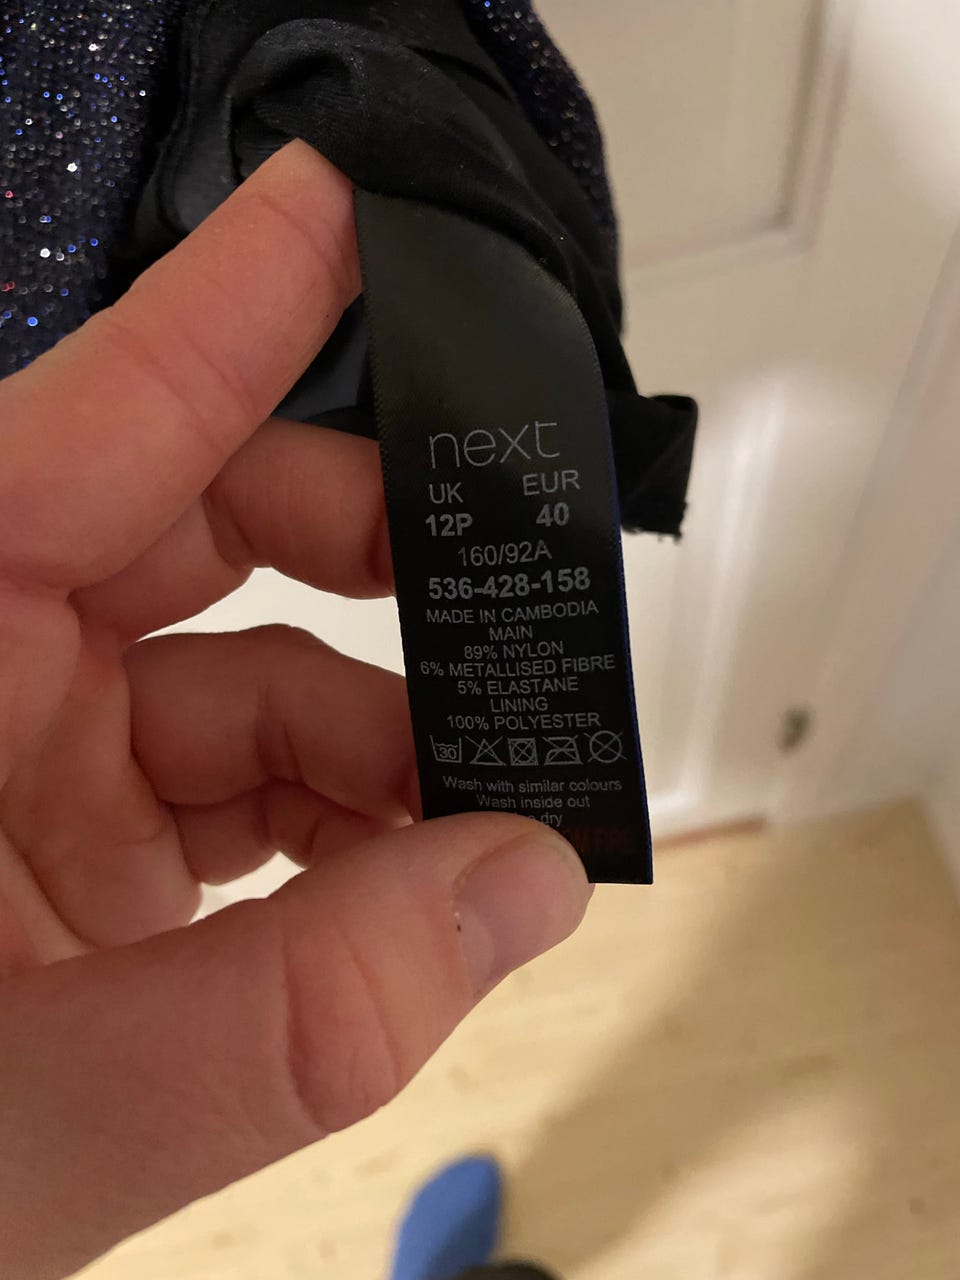 next
UK EUR
12P 40
160/92A
536-428-158
MADE IN CAMBODIA
MAIN
89% NYLON
6% METALLISED FIBRE
5% ELASTANE
LINING
100% POLYESTER
30
Wash with similar colours
Wash inside out
dry